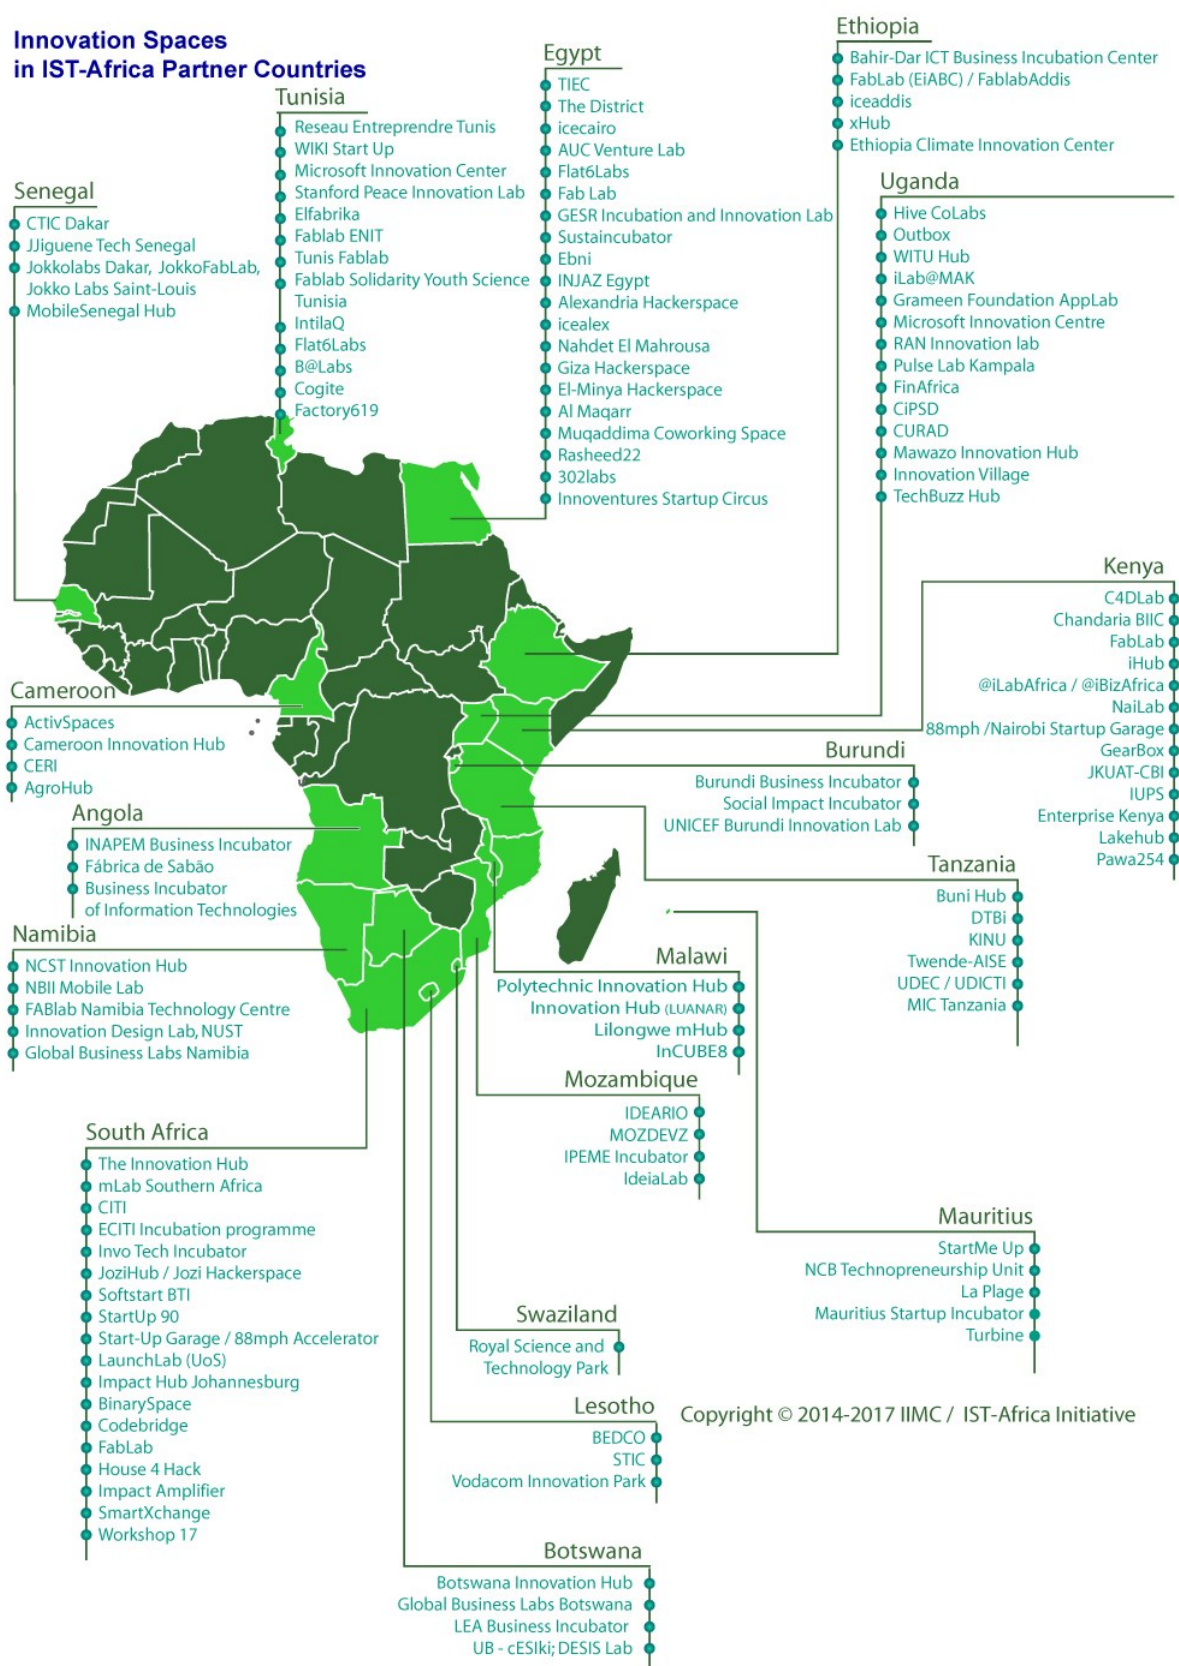 Innovation Spaces
in IST-Africa Partner Countries
Tunisia
Reseau Entreprendre Tunis
WIKI Start Up
Microsoft Innovation Center
Stanford Peace Innovation Lab
Elfabrika
Fablab ENIT
Tunis Fablab
Fablab Solidarity Youth Science
Tunisia
IntilaQ
Flat6Labs
B@Labs
Cogite
Factory619
Egypt
TIEC
The District
icecairo
AUC Venture Lab
Flat6Labs
Fab Lab
GESR Incubation and Innovation Lab
Sustaincubator
Ebni
INJAZ Egypt
Alexandria Hackerspace
icealex
Nahdet El Mahrousa
Giza Hackerspace
El-Minya Hackerspace
Al Maqarr
Muqaddima Coworking Space
Rasheed22
302labs
Innoventures Startup Circus
Ethiopia
Bahir-Dar ICT Business Incubation Center
FabLab (EiABC) / FablabAddis
iceaddis
xHub
Ethiopia Climate Innovation Center
Senegal
CTIC Dakar
JJiguene Tech Senegal
Jokkolabs Dakar, JokkoFabLab,
Jokko Labs Saint-Louis
MobileSenegal Hub
Uganda
Hive CoLabs
Outbox
WITU Hub
iLab@MAK
Grameen Foundation AppLab
Microsoft Innovation Centre
RAN Innovation lab
Pulse Lab Kampala
FinAfrica
CiPSD
CURAD
Mawazo Innovation Hub
Innovation Village
TechBuzz Hub
Kenya
C4DLab
Chandaria BIIC
FabLab
iHub
@iLabAfrica / @iBizAfrica
NaiLab
88mph /Nairobi Startup Garage
GearBox
JKUAT-CBI
IUPS
Enterprise Kenya
Lakehub
Pawa254
Cameroon
ActivSpaces
Cameroon Innovation Hub
CERI
AgroHub
Burundi
Burundi Business Incubator
Social Impact Incubator
UNICEF Burundi Innovation Lab
Angola
INAPEM Business Incubator
Fábrica de Sabão
Business Incubator
of Information Technologies
Tanzania
Buni Hub
DTBi
KINU
Twende-AISE
UDEC / UDICTI
MIC Tanzania
Namibia
NCST Innovation Hub
NBII Mobile Lab
FABlab Namibia Technology Centre
Innovation Design Lab, NUST
Global Business Labs Namibia
Malawi
Polytechnic Innovation Hub
Innovation Hub (LUANAR)
Lilongwe mHub
InCUBE8
Mozambique
IDEARIO
MOZDEVZ
IPEME Incubator
IdeiaLab
South Africa
The Innovation Hub
mLab Southern Africa
CITI
ECITI Incubation programme
Invo Tech Incubator
JoziHub / Jozi Hackerspace
Softstart BTI
StartUp 90
Start-Up Garage / 88mph Accelerator
LaunchLab (UoS)
Impact Hub Johannesburg
BinarySpace
Codebridge
FabLab
House 4 Hack
Impact Amplifier
SmartXchange
Workshop 17
Mauritius
StartMe Up
NCB Technopreneurship Unit
La Plage
Mauritius Startup Incubator
Turbine
Swaziland
Royal Science and
Technology Park
Lesotho
BEDCO
STIC
Vodacom Innovation Park
Copyright © 2014-2017 IIMC / IST-Africa Initiative
Botswana
Botswana Innovation Hub
Global Business Labs Botswana
LEA Business Incubator
UB - cESIki; DESIS Lab